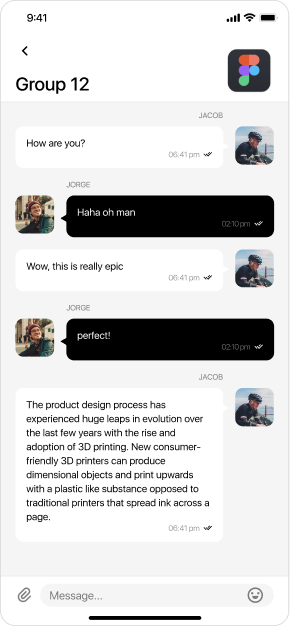 9:41
Group 12
JACOB
How are you?
06:41 pm
JORGE
Haha oh man
02:10 pm
Wow, this is really epic
06:41 pm
JORGE
perfect!
02:10 pm
JACOB
The product design process has
experienced huge leaps in evolution over
the last few years with the rise and
adoption of 3D printing. New consumer-
friendly 3D printers can produce
dimensional objects and print upwards
with a plastic like substance opposed to
traditional printers that spread ink across a
page.
06:41 pm
Message...